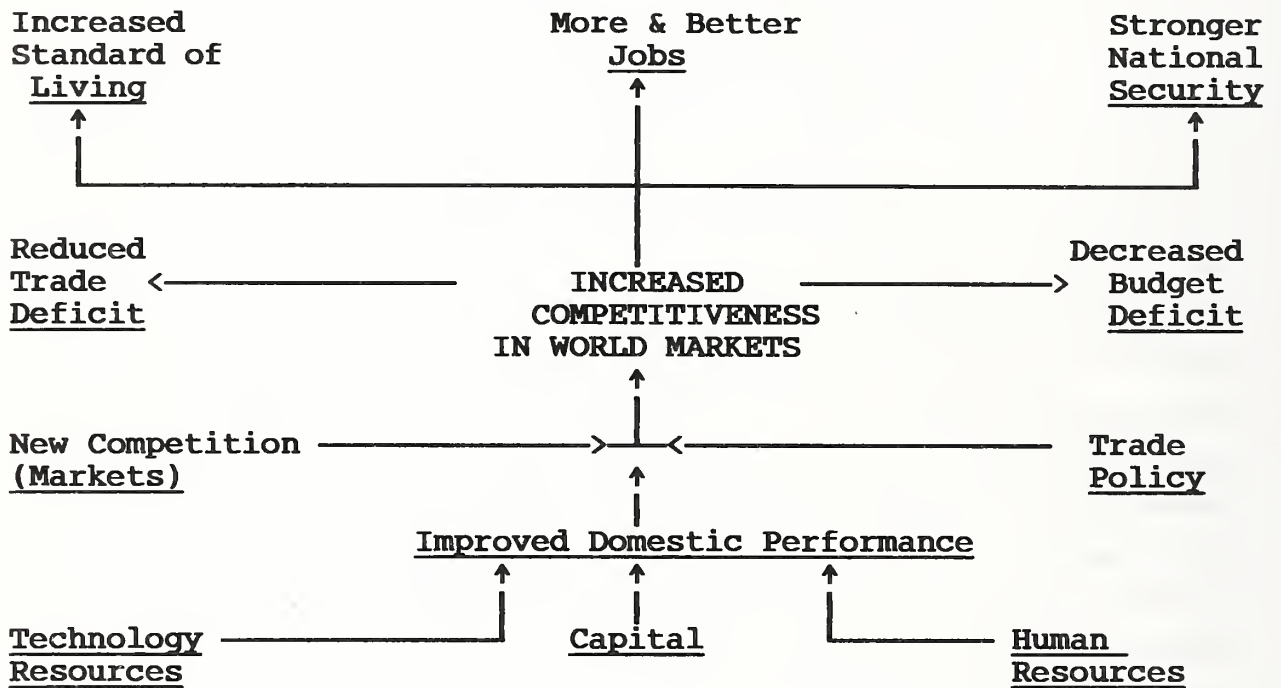 Increased
Standard of
Living
More & Better
Jobs
Stronger
National
Security
Reduced
Trade
Deficit
INCREASED
COMPETITIVENESS
IN WORLD MARKETS
Decreased
Budget
Deficit
New Competition
(Markets)
Trade
Policy
Improved Domestic Performance
Technology
Resources
Capital
Human
Resources